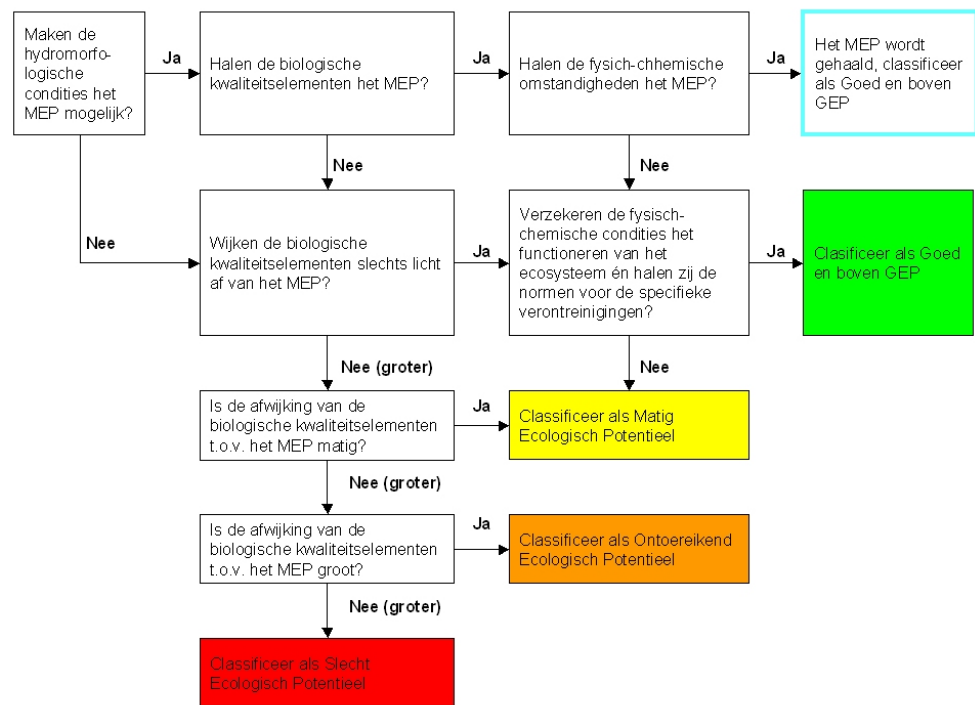 Maken de
hydromorfo-
logische
condities het
MEP mogelijk?
Ja
Halen de biologische
kwaliteitselementen het MEP?
Ja
Halen de fysich-chhemische
omstandigheden het MEP?
Ja
Het MEP wordt
gehaald, classificeer
als Goed en boven
GEP
Nee
Nee
Nee
Wijken de biologische
kwaliteitselementen slechts licht
af van het MEP?
Ja
Verzekeren de fysisch-
chemische condities het
functioneren van het
ecosysteem én halen zij de
normen voor de specifieke
verontreinigingen?
Ja
Clasificeer als Goed
en boven GEP
Nee (groter)
Nee
Is de afwijking van de
biologische kwaliteitselementen
t.o.v. het MEP matig?
Ja
Classificeer als Matig
Ecologisch Potentieel
Nee (groter)
Is de afwijking van de
biologische kwaliteitselementen
t.o.v. het MEP groot?
Ja
Classificeer als Ontoereikend
Ecologisch Potentieel
Nee (groter)
Classificeer als Slecht
Ecologisch Potentieel